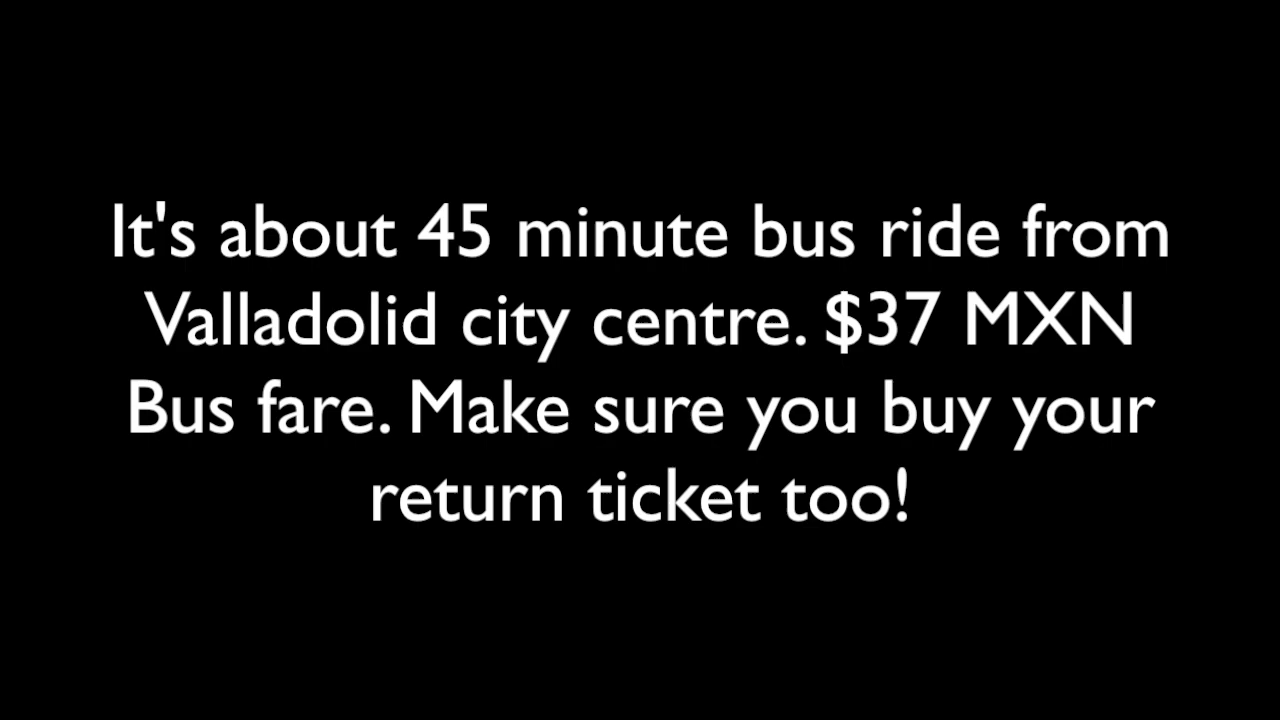 It's about 45 minute bus ride from
Valladolid city centre. $37 MXN
Bus fare. Make sure you buy your
return ticket too!